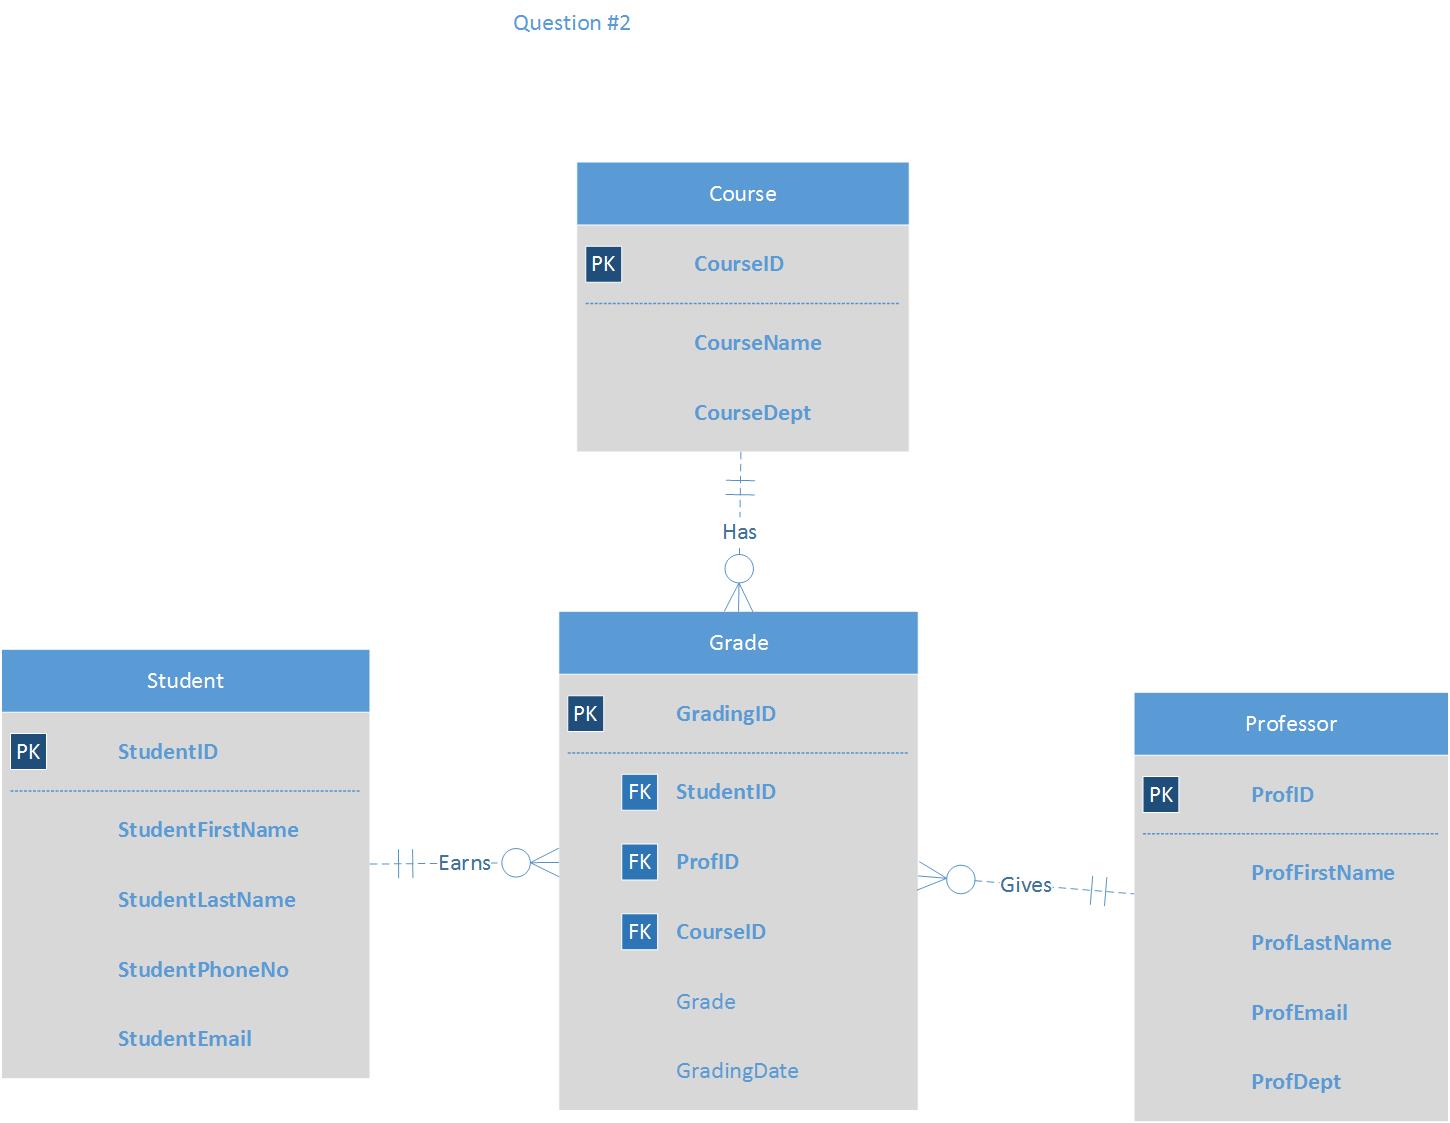 Question #2
Course
PK CourseID
CourseName
CourseDept
Has
Student
PK StudentID
StudentFirstName
StudentLastName
StudentPhoneNo
StudentEmail
Earns
Grade
PK GradingID
FK StudentID
FK ProfID
FK CourseID
Grade
GradingDate
Gives
Professor
PK ProfID
ProfFirstName
ProfLastName
ProfEmail
ProfDept